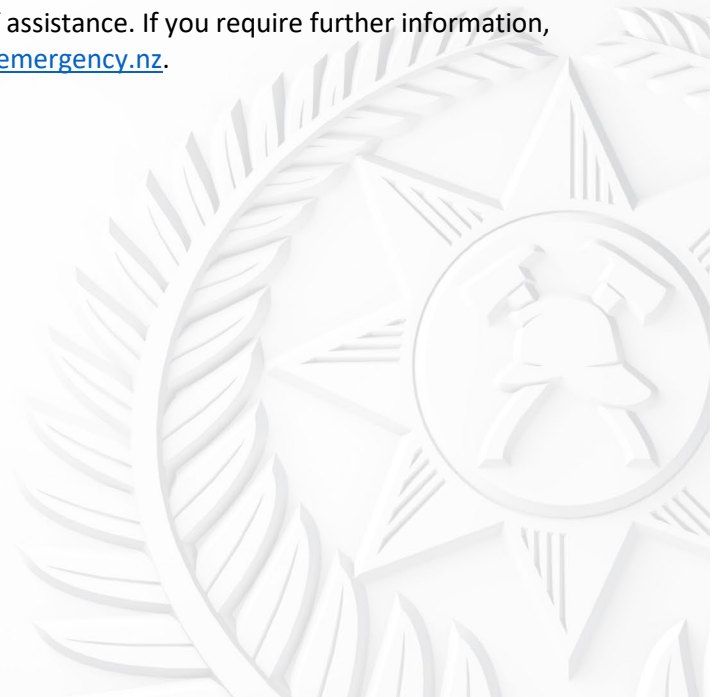 assistance. If you require further information,
emergency.nz.